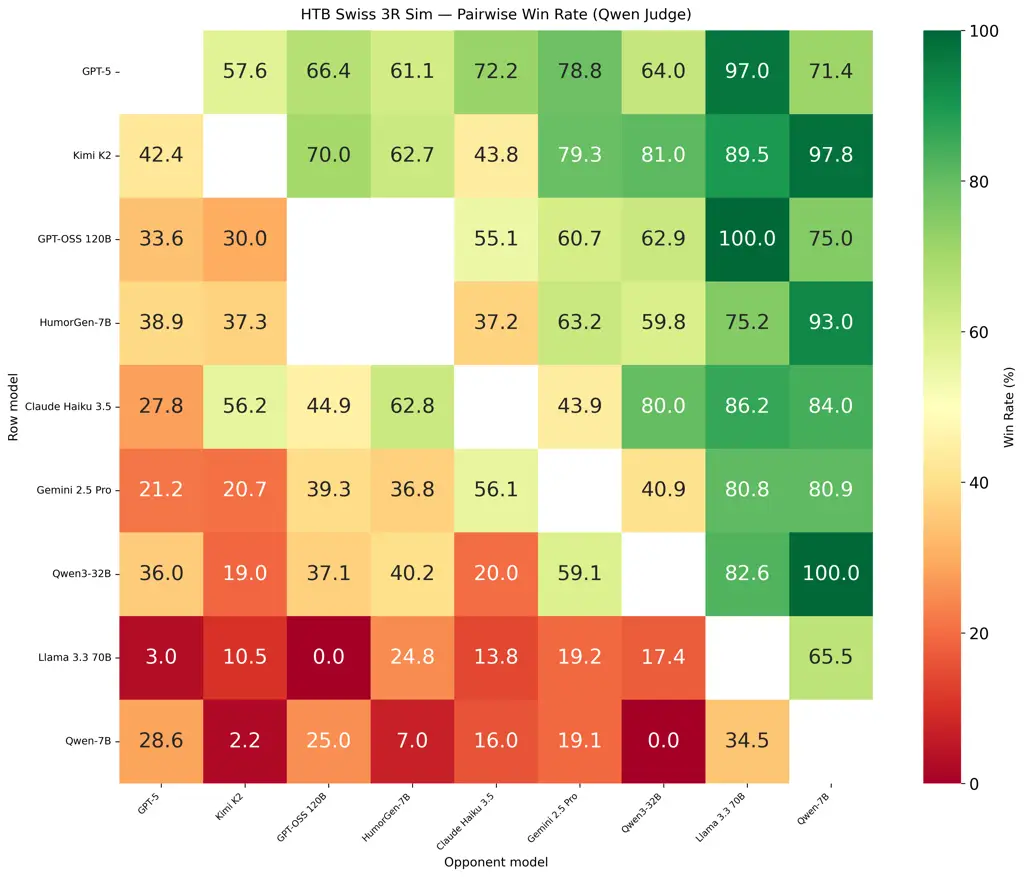 HTB Swiss 3R Sim — Pairwise Win Rate (Qwen Judge)
GPT-5 57.6 66.4 61.1 72.2 78.8 64.0 97.0 71.4
Kimi K2 42.4 70.0 62.7 43.8 79.3 81.0 89.5 97.8
GPT-OSS 120B 33.6 30.0 55.1 60.7 62.9 100.0 75.0
HumorGen-7B 38.9 37.3 37.2 63.2 59.8 75.2 93.0
Claude Haiku 3.5 27.8 56.2 44.9 62.8 43.9 80.0 86.2 84.0
Gemini 2.5 Pro 21.2 20.7 39.3 36.8 56.1 40.9 80.8 80.9
Qwen3-32B 36.0 19.0 37.1 40.2 20.0 59.1 82.6 100.0
Llama 3.3 70B 3.0 10.5 0.0 24.8 13.8 19.2 17.4 65.5
Qwen-7B 28.6 2.2 25.0 7.0 16.0 19.1 0.0 34.5
GPT-5 Kimi K2 GPT-OSS 120B HumorGen-7B Claude Haiku 3.5 Gemini 2.5 Pro Qwen3-32B Llama 3.3 70B Qwen-7B
Opponent model
Row model
100
80
60
40
20
0
Win Rate (%)